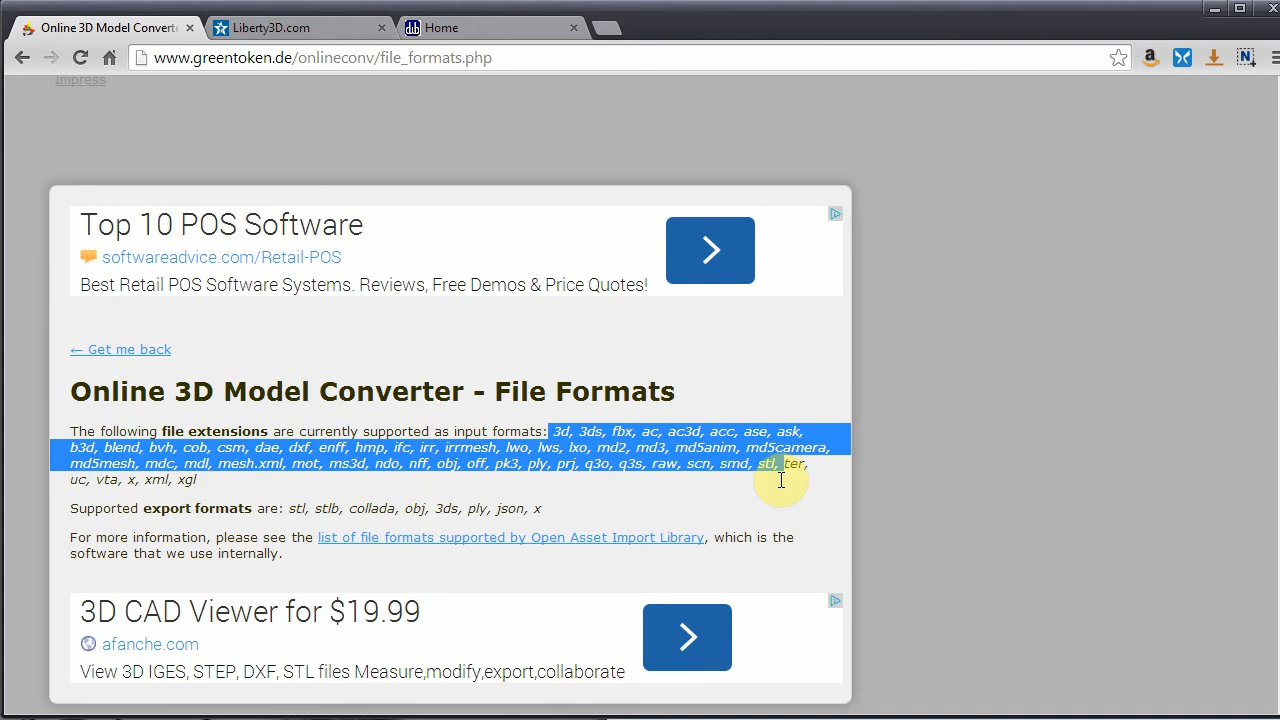 Online 3D Model Converte
Liberty3D.com
Home
www.greentoken.de/onlineconv/file_formats.php
Impress
Top 10 POS Software
softwareadvice.com/Retail-POS
Best Retail POS Software Systems. Reviews, Free Demos & Price Quotes!
← Get me back
Online 3D Model Converter - File Formats
The following file extensions are currently supported as input formats: 3d, 3ds, fbx, ac, ac3d, acc, ase, ask,
b3d, blend, bvh, cob, csm, dae, dxf, enff, hmp, ifc, irr, irrmesh, lwo, lws, lxo, md2, md3, md5anim, md5camera,
md5mesh, mdc, mdl, mesh.xml, mot, ms3d, ndo, nff, obj, off, pk3, ply, prj, q3o, q3s, raw, scn, smd, stl, ter,
uc, vta, x, xml, xgl
Supported export formats are: stl, stlb, collada, obj, 3ds, ply, json, x
For more information, please see the list of file formats supported by Open Asset Import Library, which is the
software that we use internally.
3D CAD Viewer for $19.99
afanche.com
View 3D IGES, STEP, DXF, STL files Measure,modify,export,collaborate